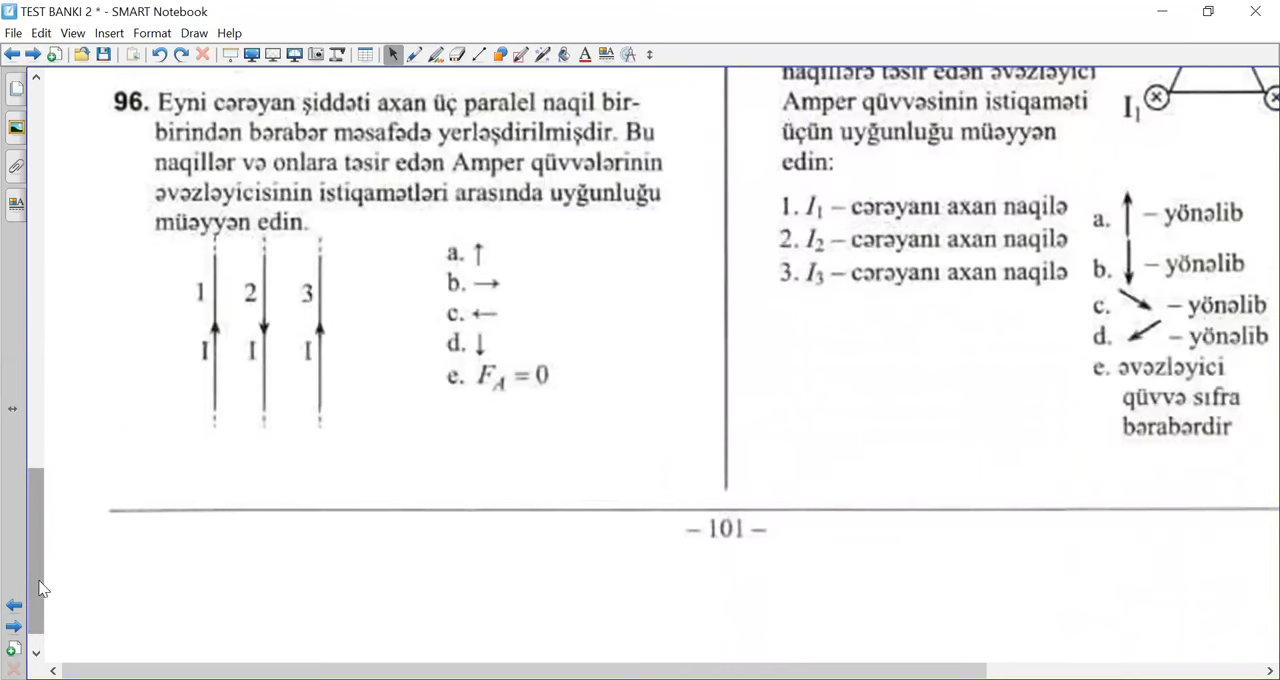 TEST BANKI 2 * - SMART Notebook
File Edit View Insert Format Draw Help
96. Eyni cərəyan şiddəti axan üç paralel naqil bir-
birindən bərabər məsafədə yerləşdirilmişdir. Bu
naqillər və onlara təsir edən Amper qüvvələrinin
əvəzləyicisinin istiqamətləri arasında uyğunluğu
müəyyən edin.
1 2 3
I I I
a. ↑
b. →
c. ←
d. ↓
e. F_A = 0
naqillərə təsir edən əvəzləyici
Amper qüvvəsinin istiqaməti
üçün uyğunluğu müəyyən
edin:
I₁
1. I₁ – cərəyanı axan naqilə
2. I₂ – cərəyanı axan naqilə
3. I₃ – cərəyanı axan naqilə
a. ↑ – yönəlib
b. ↓ – yönəlib
c. ↘ – yönəlib
d. ↙ – yönəlib
e. əvəzləyici
qüvvə sıfra
bərabərdir
– 101 –